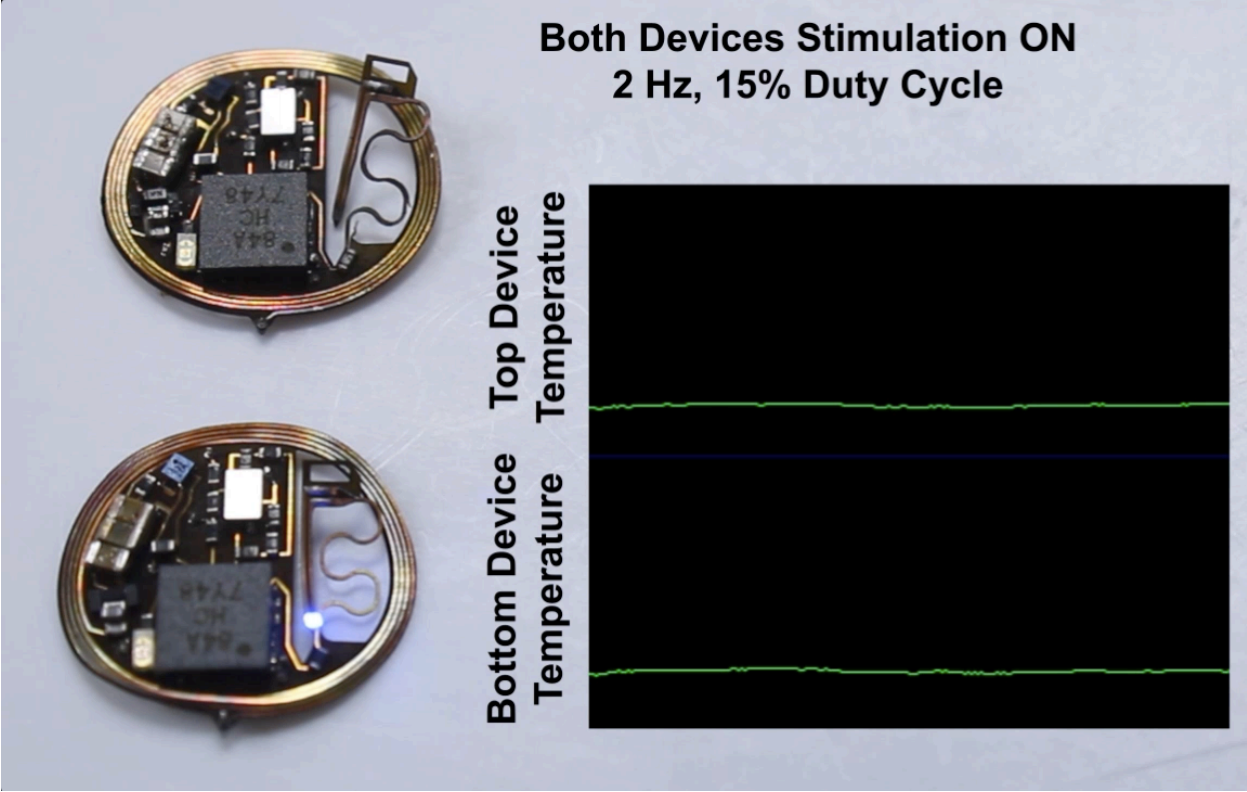 Both Devices Stimulation ON
2 Hz, 15% Duty Cycle
Top Device
Temperature
Bottom Device
Temperature
84A
HC
7Y48
84A
HC
7Y48